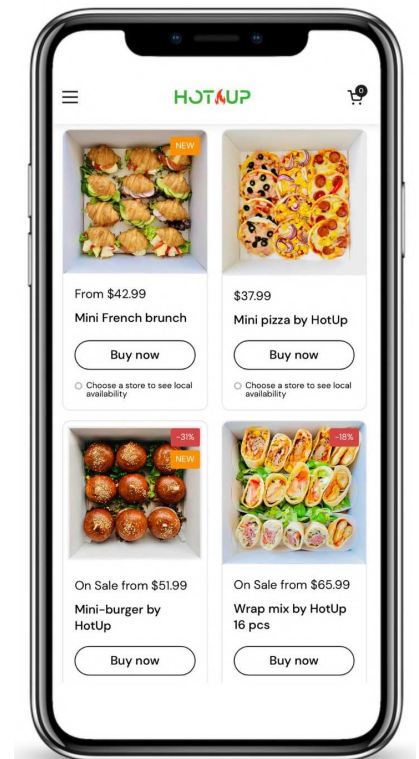 HOTUP
0
NEW
From $42.99
Mini French brunch
Buy now
Choose a store to see local
availability
$37.99
Mini pizza by HotUp
Buy now
Choose a store to see local
availability
-31%
NEW
On Sale from $51.99
Mini-burger by
HotUp
Buy now
-18%
On Sale from $65.99
Wrap mix by HotUp
16 pcs
Buy now